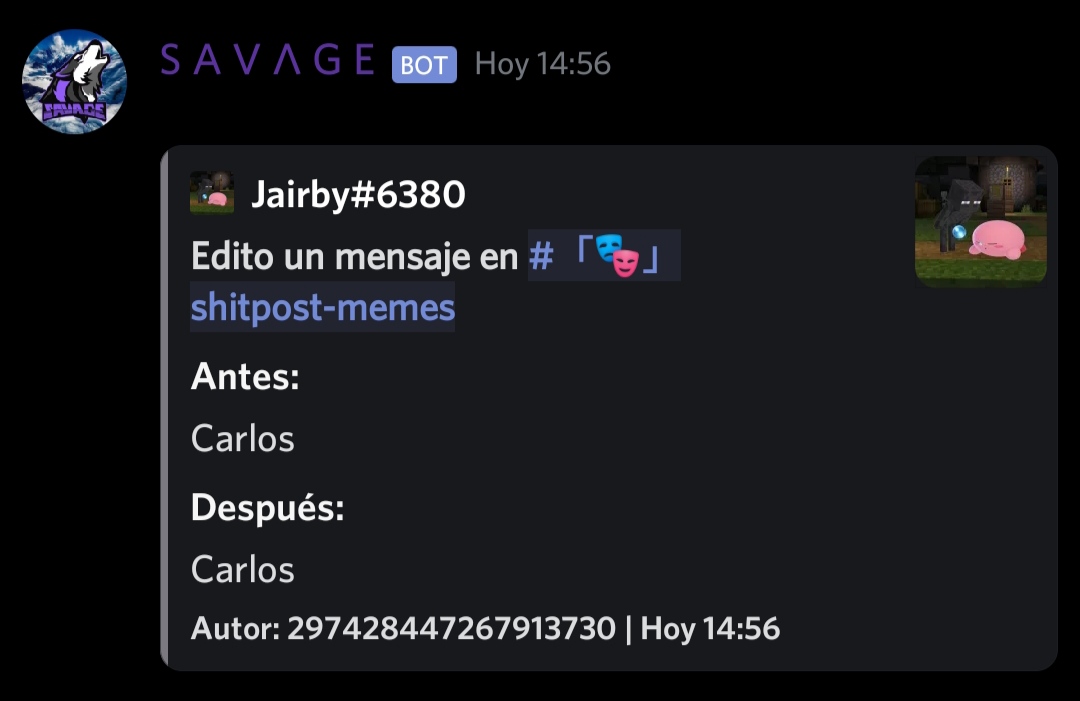 SAVΛGE BOT Hoy 14:56
SAVAGE
Jairby#6380
Edito un mensaje en # 「🎭」
shitpost-memes
Antes:
Carlos
Después:
Carlos
Autor: 297428447267913730 | Hoy 14:56